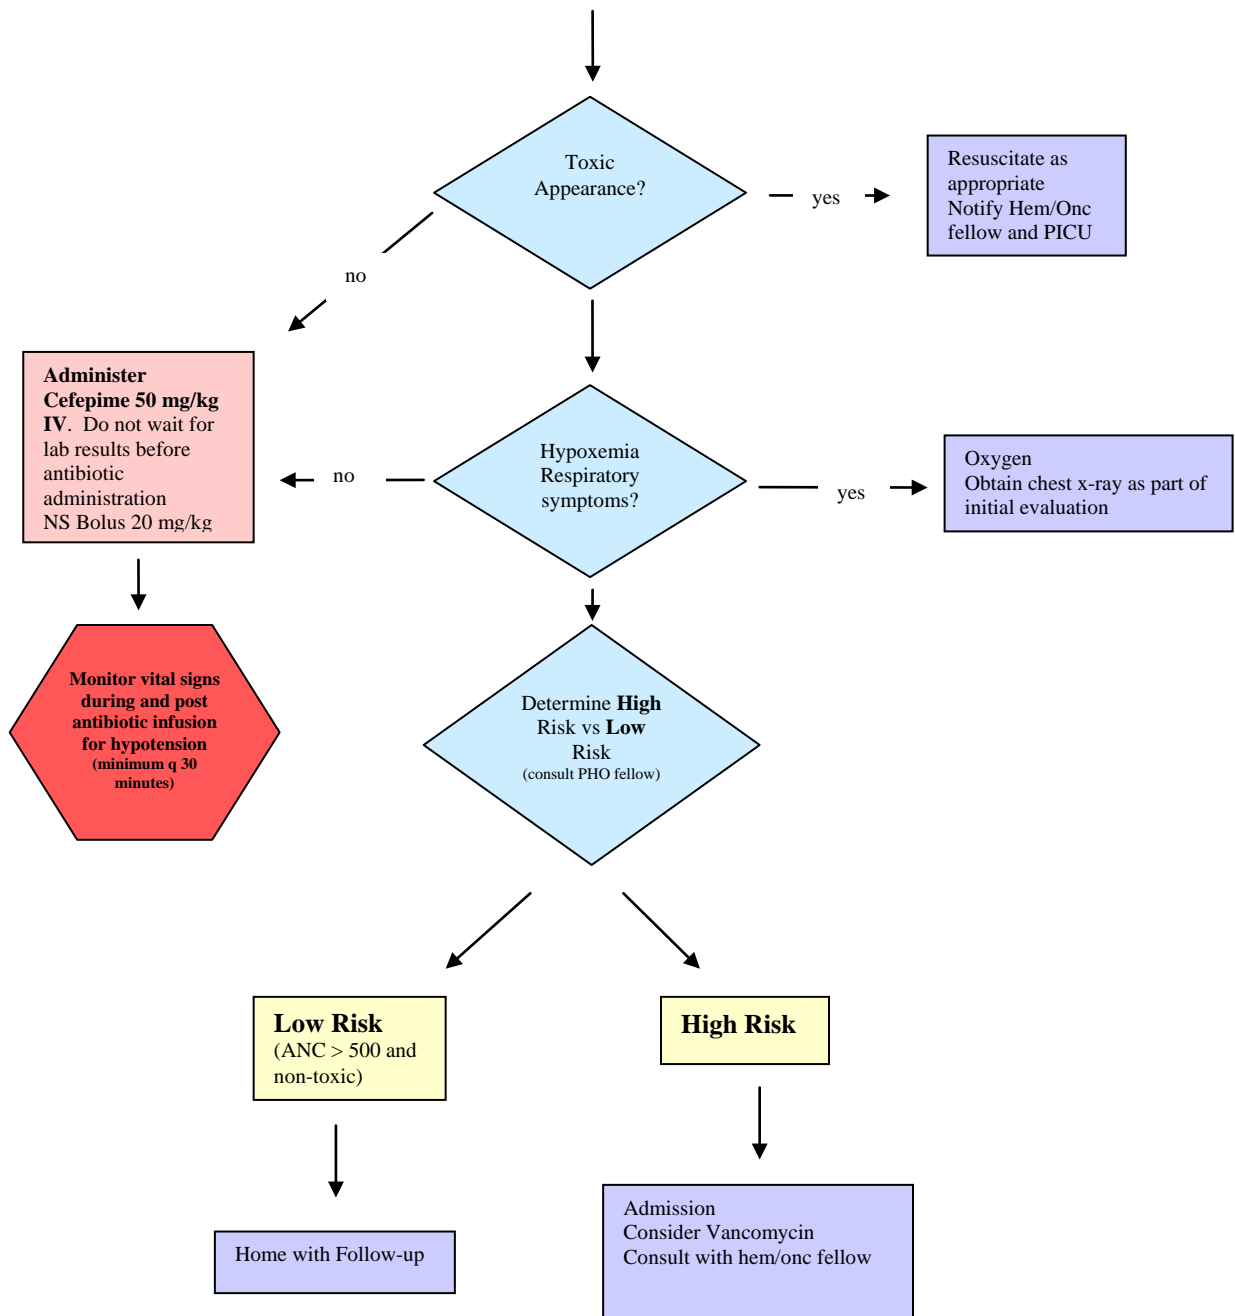 Toxic
Appearance?
yes
Resuscitate as
appropriate
Notify Hem/Onc
fellow and PICU
no
Administer
Cefepime 50 mg/kg
IV.  Do not wait for
lab results before
antibiotic
administration
NS Bolus 20 mg/kg
no
Hypoxemia
Respiratory
symptoms?
yes
Oxygen
Obtain chest x-ray as part of
initial evaluation
Monitor vital signs
during and post
antibiotic infusion
for hypotension
(minimum q 30
minutes)
Determine High
Risk vs Low
Risk
(consult PHO fellow)
Low Risk
(ANC > 500 and
non-toxic)
High Risk
Home with Follow-up
Admission
Consider Vancomycin
Consult with hem/onc fellow